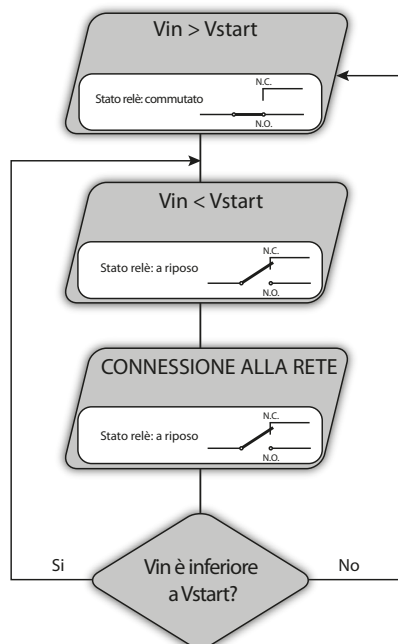 Vin > Vstart
N.C.
Stato relè: commutato
N.O.
Vin < Vstart
N.C.
Stato relè: a riposo
N.O.
CONNESSIONE ALLA RETE
N.C.
Stato relè: a riposo
N.O.
Si
Vin è inferiore
No
a Vstart?